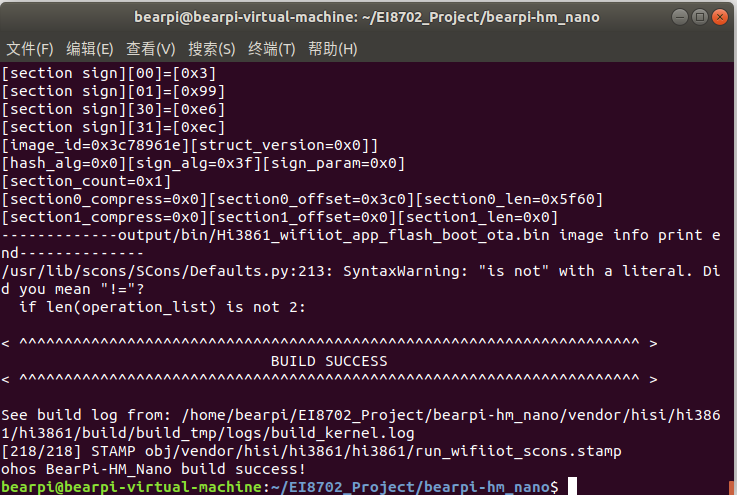 bearpi@bearpi-virtual-machine: ~/EI8702_Project/bearpi-hm_nano
文件(F) 编辑(E) 查看(V) 搜索(S) 终端(T) 帮助(H)
[section sign][00]=[0x3]
[section sign][01]=[0x99]
[section sign][30]=[0xe6]
[section sign][31]=[0xec]
[image_id=0x3c78961e][struct_version=0x0]]
[hash_alg=0x0][sign_alg=0x3f][sign_param=0x0]
[section_count=0x1]
[section0_compress=0x0][section0_offset=0x3c0][section0_len=0x5f60]
[section1_compress=0x0][section1_offset=0x0][section1_len=0x0]
-------------output/bin/Hi3861_wifiiot_app_flash_boot_ota.bin image info print e
nd--------------
/usr/lib/scons/SCons/Defaults.py:213: SyntaxWarning: "is not" with a literal. Di
d you mean "!="?
  if len(operation_list) is not 2:
< ^^^^^^^^^^^^^^^^^^^^^^^^^^^^^^^^^^^^^^^^^^^^^^^^^^^^^^^^^^^^^^^^^^^^^ >
                              BUILD SUCCESS
< ^^^^^^^^^^^^^^^^^^^^^^^^^^^^^^^^^^^^^^^^^^^^^^^^^^^^^^^^^^^^^^^^^^^^^ >
See build log from: /home/bearpi/EI8702_Project/bearpi-hm_nano/vendor/hisi/hi386
1/hi3861/build/build_tmp/logs/build_kernel.log
[218/218] STAMP obj/vendor/hisi/hi3861/hi3861/run_wifiiot_scons.stamp
ohos BearPi-HM_Nano build success!
bearpi@bearpi-virtual-machine:~/EI8702_Project/bearpi-hm_nano$